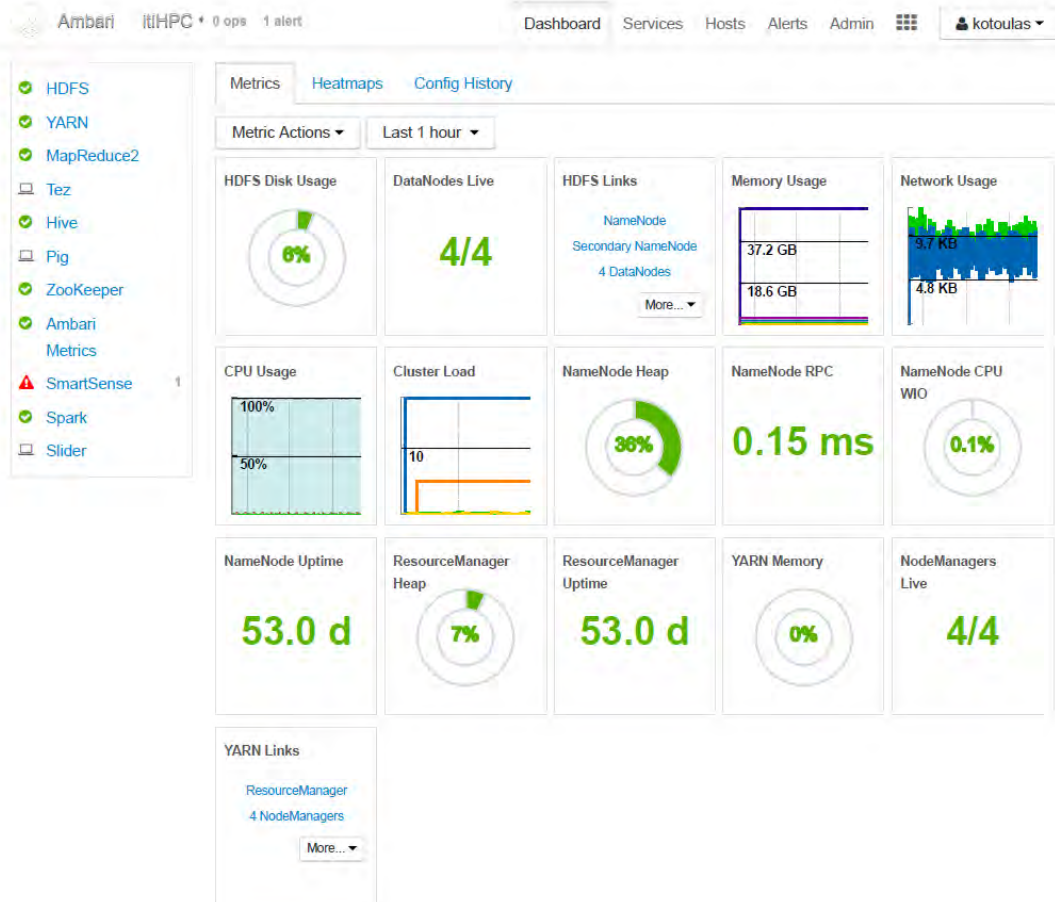 Ambari itiHPC 0 ops 1 alert Dashboard Services Hosts Alerts Admin kotoulas
HDFS
YARN
MapReduce2
Tez
Hive
Pig
ZooKeeper
Ambari
Metrics
SmartSense 1
Spark
Slider
Metrics Heatmaps Config History
Metric Actions Last 1 hour
HDFS Disk Usage
6%
DataNodes Live
4/4
HDFS Links
NameNode
Secondary NameNode
4 DataNodes
More...
Memory Usage
37.2 GB
18.6 GB
Network Usage
9.7 KB
4.8 KB
CPU Usage
100%
50%
Cluster Load
10
NameNode Heap
36%
NameNode RPC
0.15 ms
NameNode CPU
WIO
0.1%
NameNode Uptime
53.0 d
ResourceManager
Heap
7%
ResourceManager
Uptime
53.0 d
YARN Memory
0%
NodeManagers
Live
4/4
YARN Links
ResourceManager
4 NodeManagers
More...